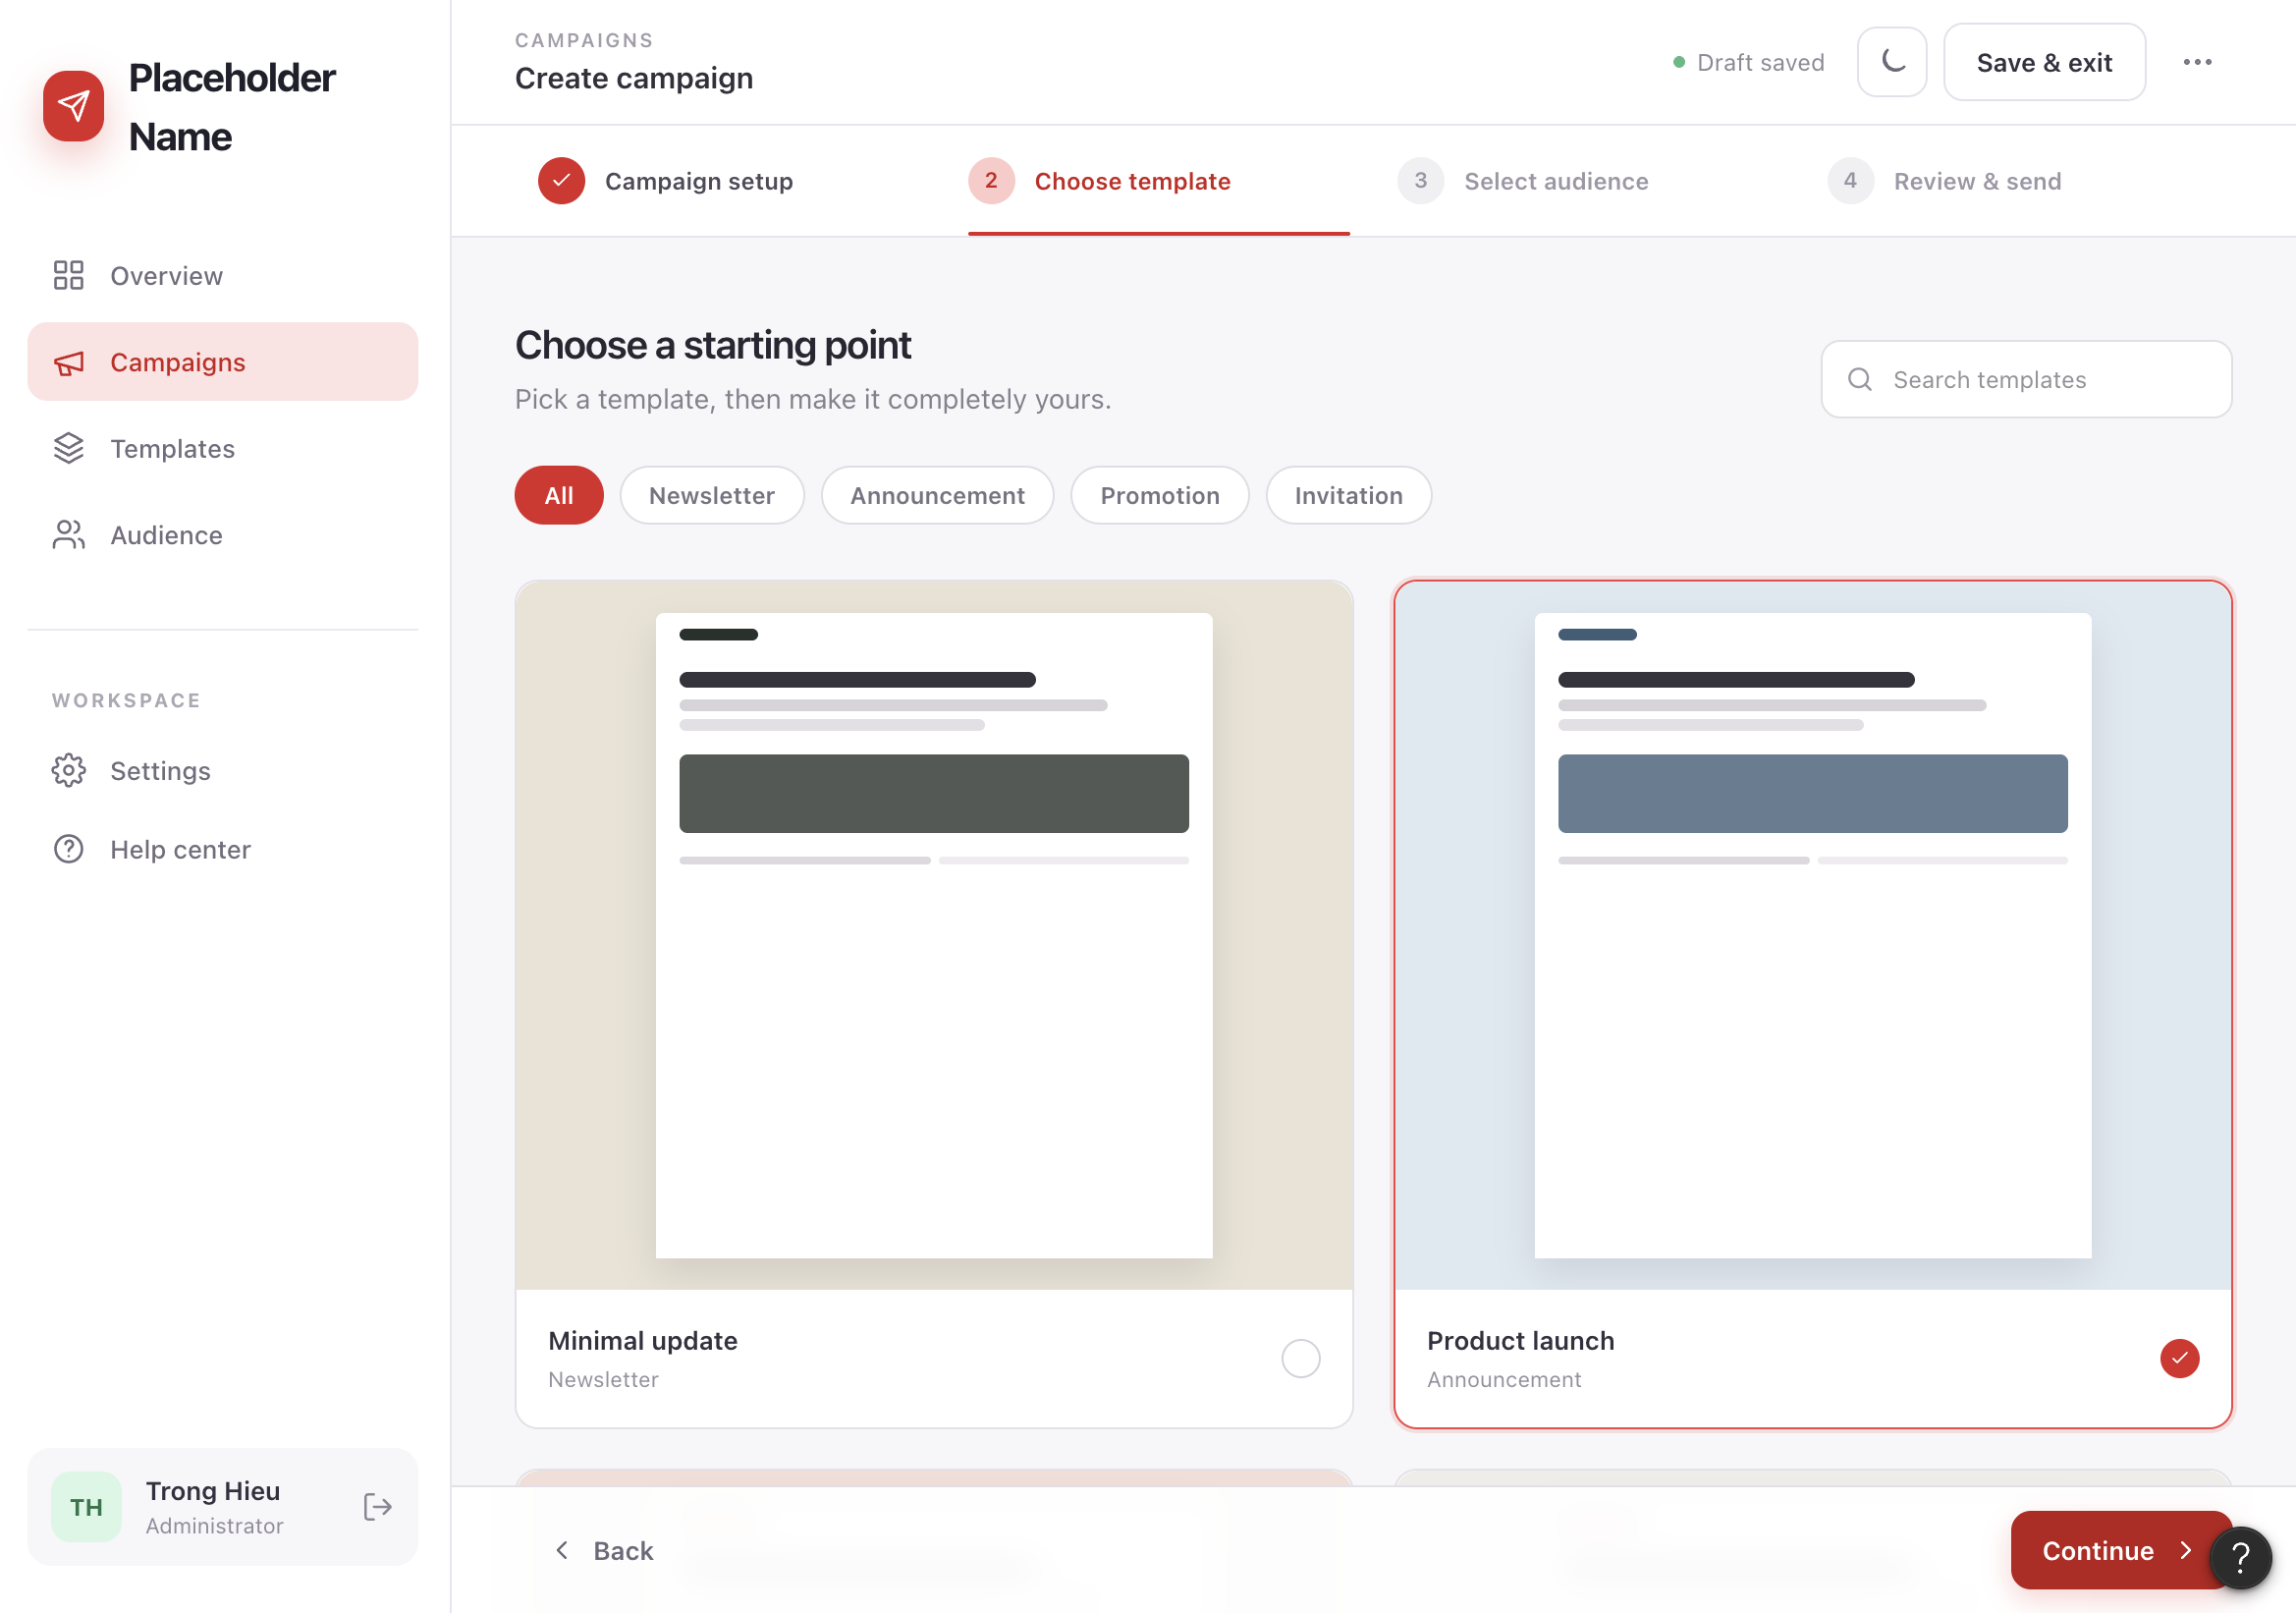 Placeholder
Name
Overview
Campaigns
Templates
Audience
WORKSPACE
Settings
Help center
TH
Trong Hieu
Administrator
CAMPAIGNS
Create campaign
Draft saved
Save & exit
Campaign setup
2 Choose template
3 Select audience
4 Review & send
Choose a starting point
Pick a template, then make it completely yours.
Search templates
All
Newsletter
Announcement
Promotion
Invitation
Minimal update
Newsletter
Product launch
Announcement
Back
Continue
?